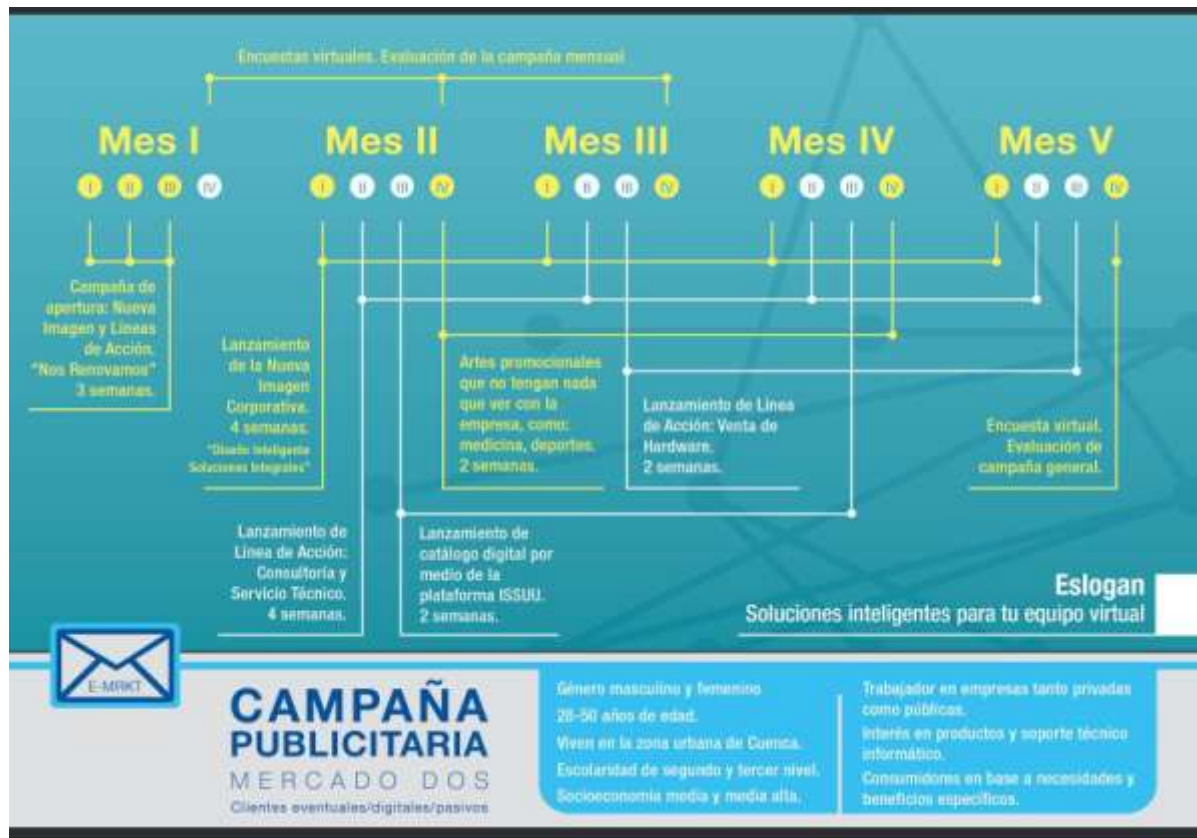 Encuestas virtuales. Evaluación de la campaña mensual
Mes I
Mes II
Mes III
Mes IV
Mes V
I II III IV
I II III IV
I II III IV
I II III IV
I II III IV
Campaña de
apertura: Nueva
Imagen y Líneas
de Acción.
"Nos Renovamos"
3 semanas.
Lanzamiento
de la Nueva
Imagen
Corporativa.
4 semanas.
"Diseño Inteligente
Soluciones Integrales"
Artes promocionales
que no tengan nada
que ver con la
empresa, como:
medicina, deportes.
2 semanas.
Lanzamiento de Línea
de Acción: Venta de
Hardware.
2 semanas.
Encuesta virtual.
Evaluación de
campaña general.
Lanzamiento de
Línea de Acción:
Consultoría y
Servicio Técnico.
4 semanas.
Lanzamiento de
catálogo digital por
medio de la
plataforma ISSUU.
2 semanas.
Eslogan
Soluciones inteligentes para tu equipo virtual
E-MRKT
CAMPAÑA
PUBLICITARIA
MERCADO DOS
Clientes eventuales/digitales/pasivos
Género masculino y femenino
28-50 años de edad.
Viven en la zona urbana de Cuenca.
Escolaridad de segundo y tercer nivel.
Socioeconomía media y media alta.
Trabajador en empresas tanto privadas
como públicas.
Interés en productos y soporte técnico
informático.
Consumidores en base a necesidades y
beneficios específicos.